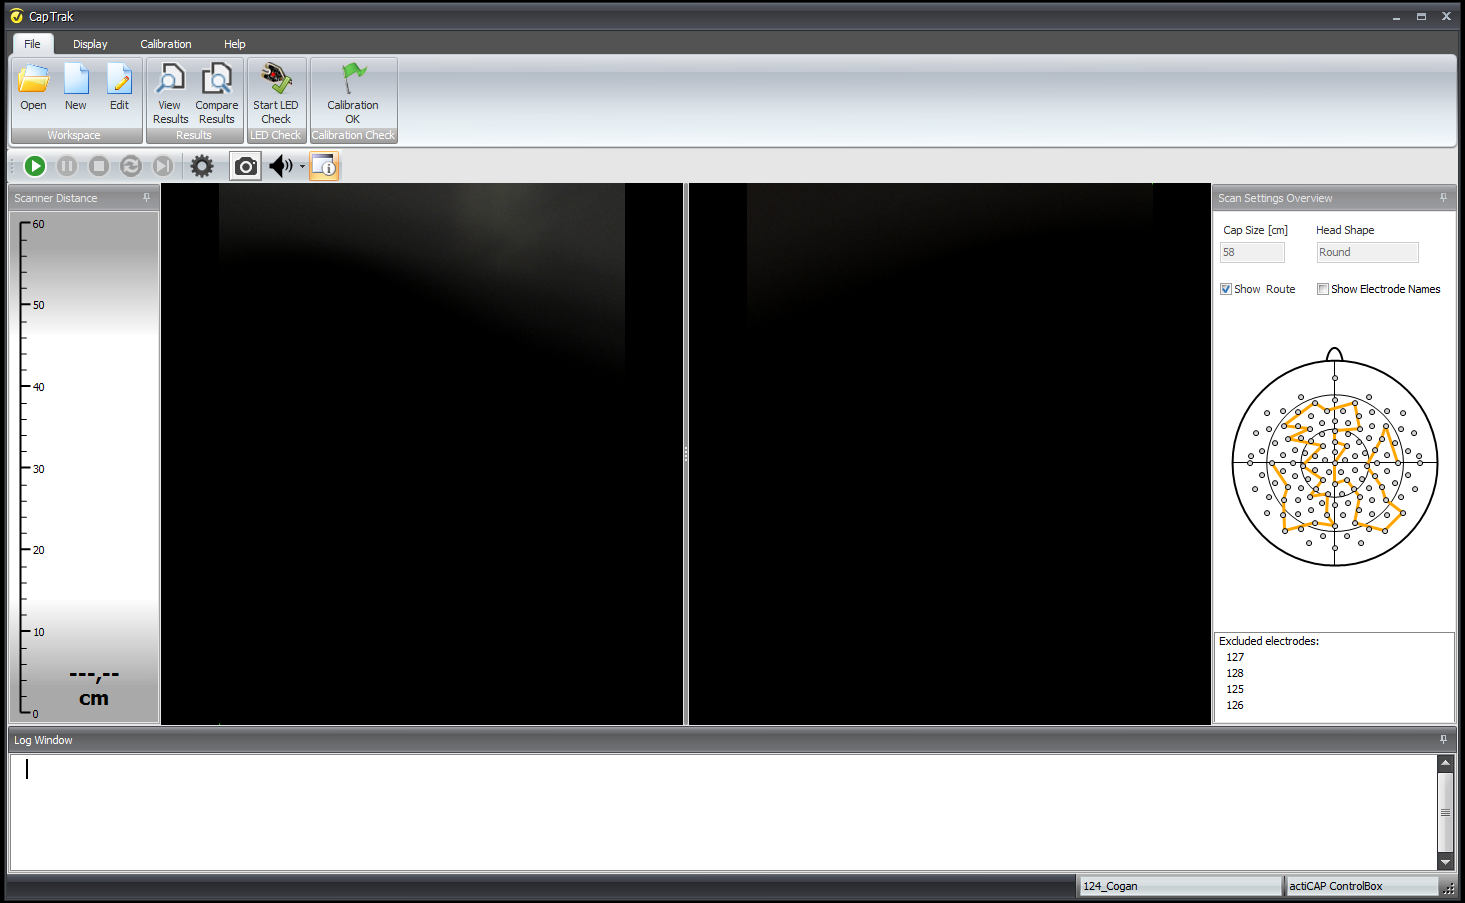 CapTrak
File Display Calibration Help
Open New Edit
Workspace
View Results
Compare Results
Results
Start LED Check
LED Check
Calibration OK
Calibration Check
Scanner Distance
60
50
40
30
20
10
0
---,--
cm
Scan Settings Overview
Cap Size [cm] Head Shape
58 Round
Show Route Show Electrode Names
Excluded electrodes:
127
128
125
126
Log Window
124_Cogan actiCAP ControlBox